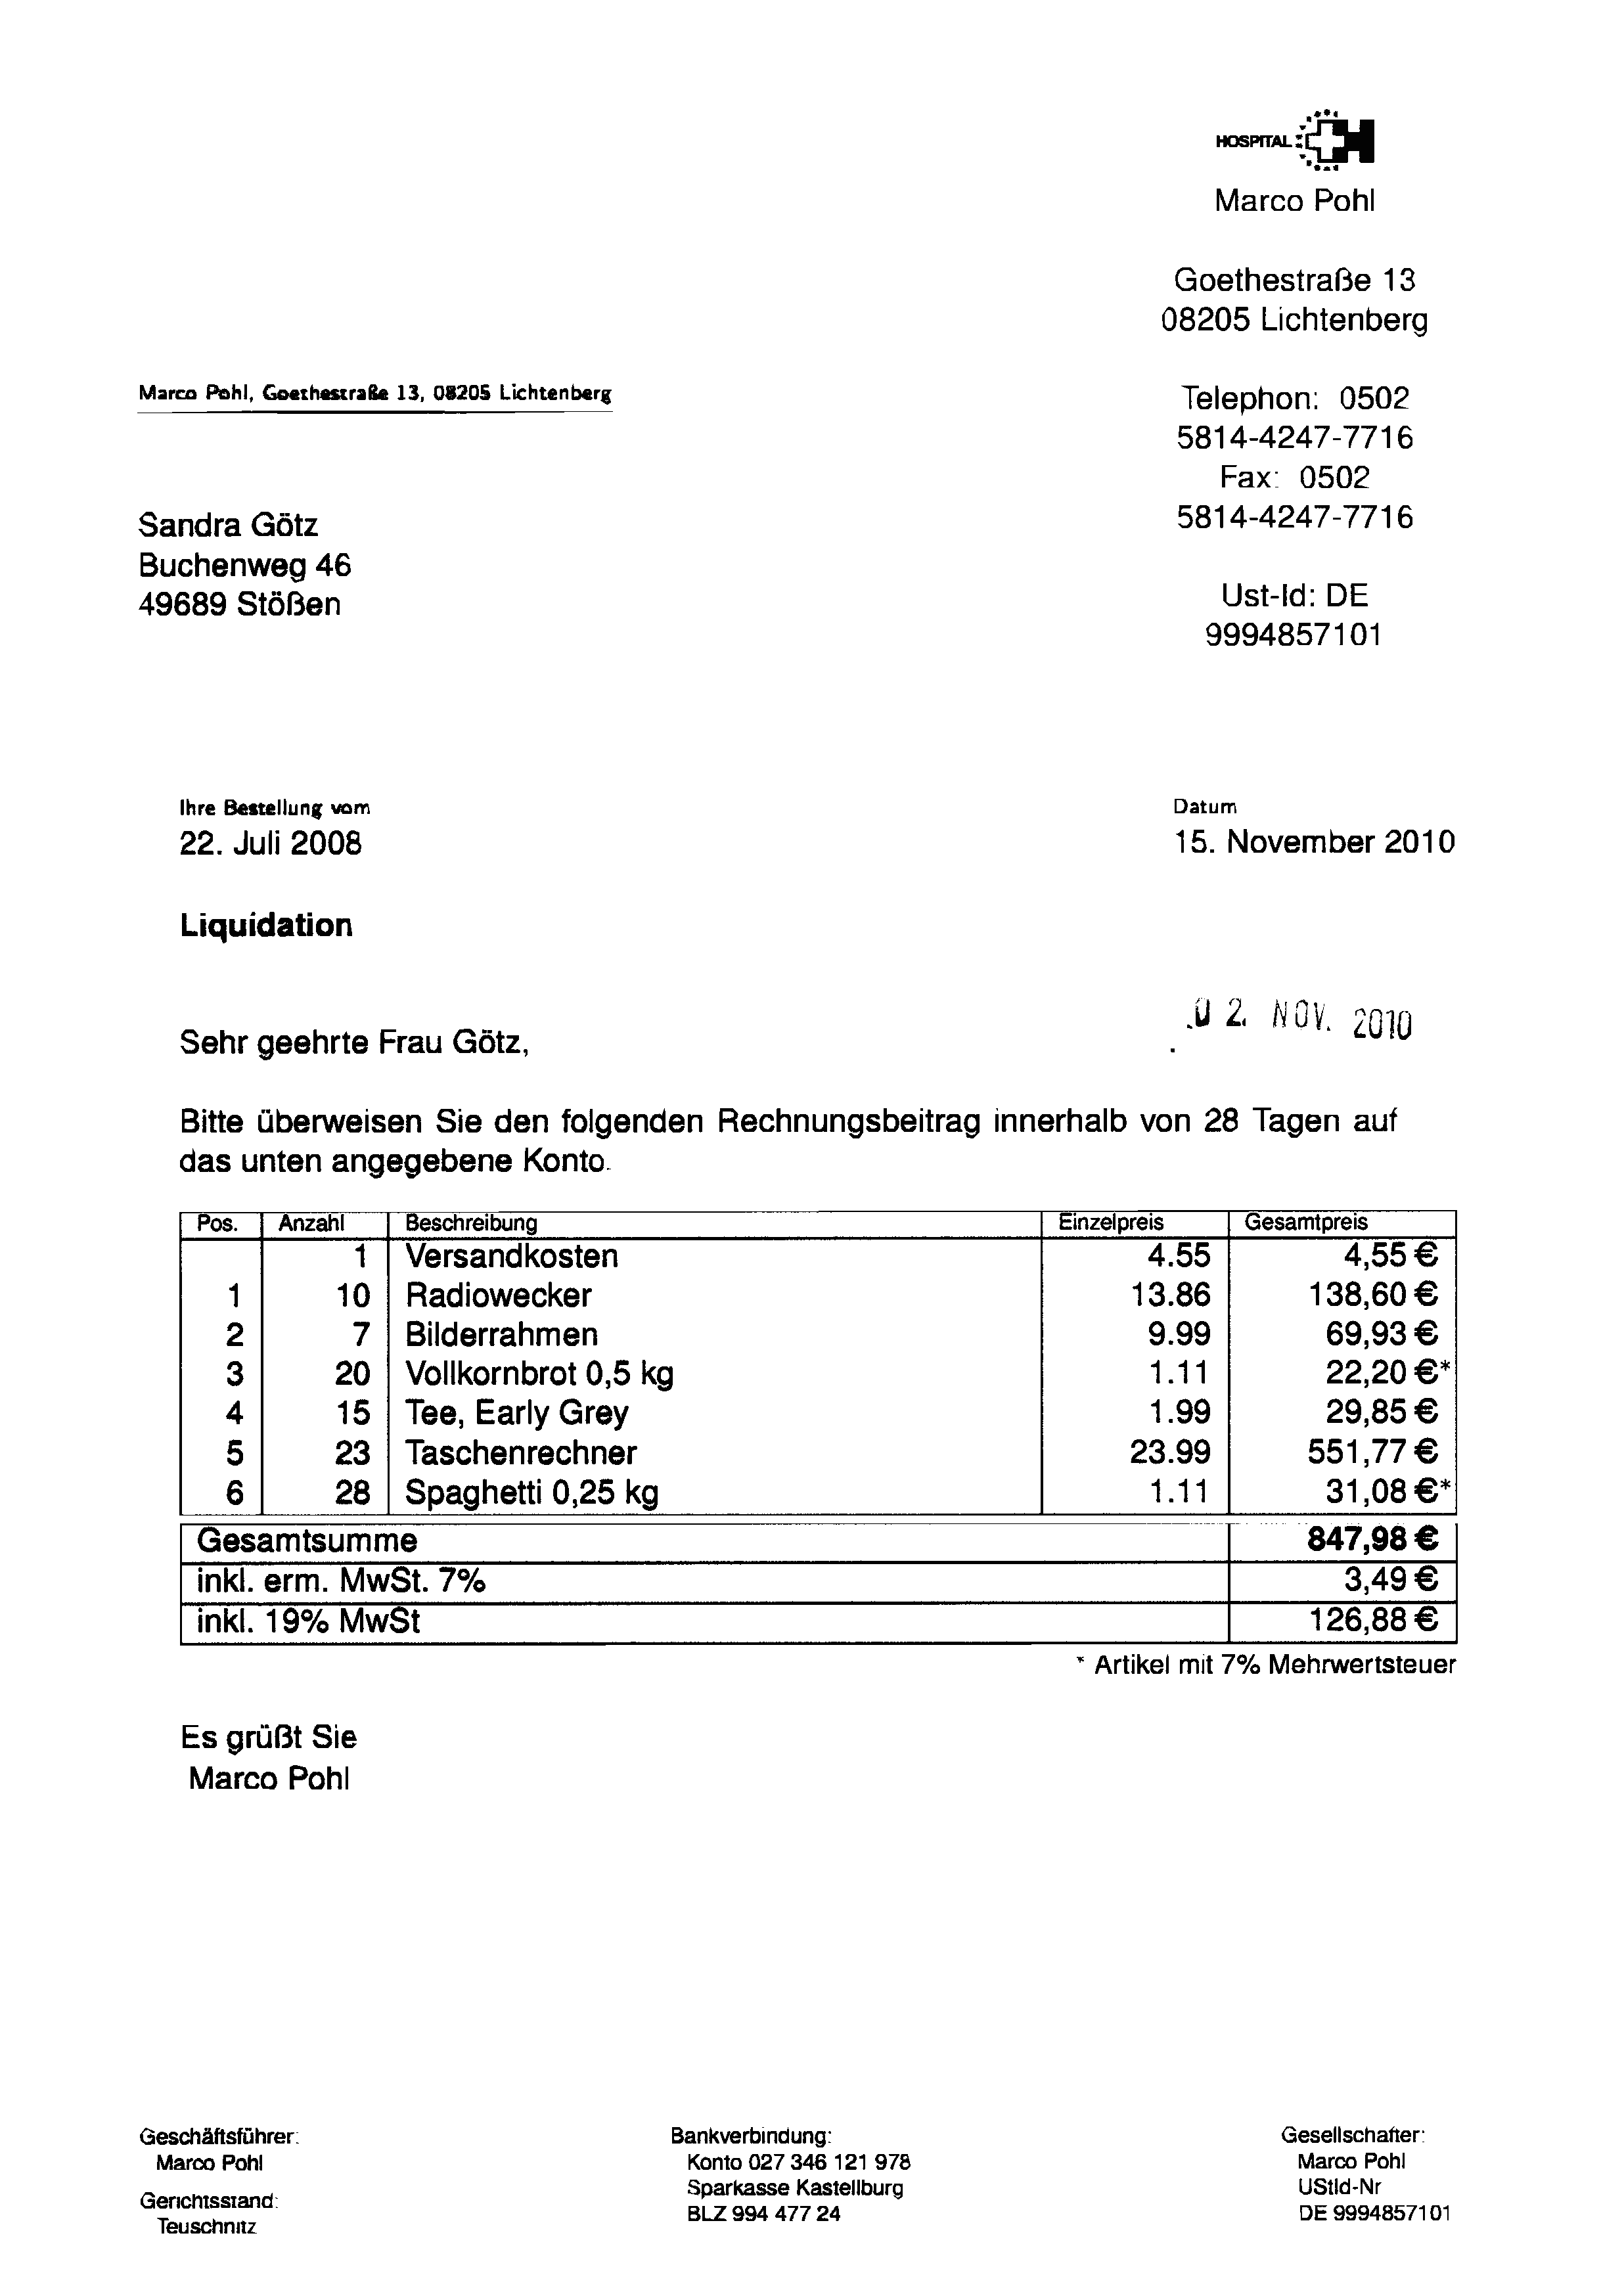 HOSPITAL
Marco Pohl
Goethestraße 13
08205 Lichtenberg
Marco Pohl, Goethestraße 13, 08205 Lichtenberg
Telephon: 0502
5814-4247-7716
Fax: 0502
5814-4247-7716
Sandra Götz
Buchenweg 46
49689 Stößen
Ust-Id: DE
9994857101
Ihre Bestellung vom
22. Juli 2008
Datum
15. November 2010
Liquidation
02. NOV. 2010
Sehr geehrte Frau Götz,
Bitte überweisen Sie den folgenden Rechnungsbeitrag innerhalb von 28 Tagen auf
das unten angegebene Konto.
Pos. Anzahl Beschreibung Einzelpreis Gesamtpreis
1 Versandkosten 4.55 4,55 €
1 10 Radiowecker 13.86 138,60 €
2 7 Bilderrahmen 9.99 69,93 €
3 20 Vollkornbrot 0,5 kg 1.11 22,20 €*
4 15 Tee, Early Grey 1.99 29,85 €
5 23 Taschenrechner 23.99 551,77 €
6 28 Spaghetti 0,25 kg 1.11 31,08 €*
Gesamtsumme 847,98 €
inkl. erm. MwSt. 7% 3,49 €
inkl. 19% MwSt 126,88 €
* Artikel mit 7% Mehrwertsteuer
Es grüßt Sie
Marco Pohl
Geschäftsführer:
Marco Pohl
Gerichtsstand:
Teuschnitz
Bankverbindung:
Konto 027 346 121 978
Sparkasse Kastellburg
BLZ 994 477 24
Gesellschafter:
Marco Pohl
UStId-Nr
DE 9994857101